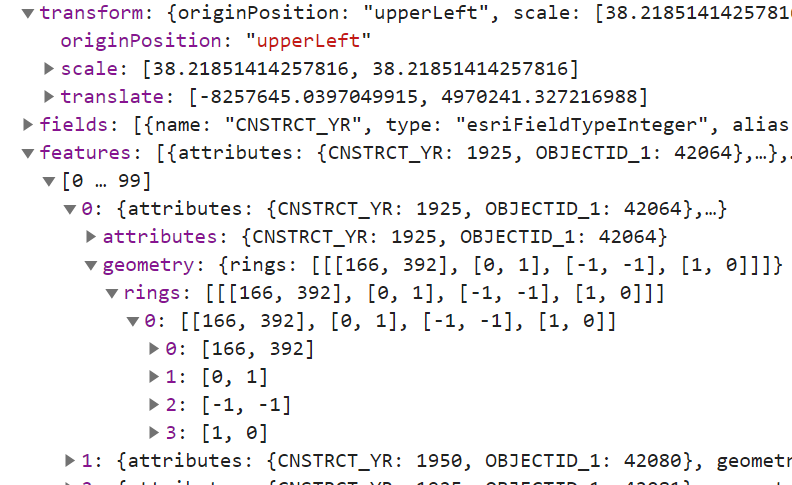 transform: {originPosition: "upperLeft", scale: [38.2185141425781
originPosition: "upperLeft"
scale: [38.21851414257816, 38.21851414257816]
translate: [-8257645.0397049915, 4970241.327216988]
fields: [{name: "CNSTRCT_YR", type: "esriFieldTypeInteger", alias
features: [{attributes: {CNSTRCT_YR: 1925, OBJECTID_1: 42064},…},.
[0 … 99]
0: {attributes: {CNSTRCT_YR: 1925, OBJECTID_1: 42064},…}
attributes: {CNSTRCT_YR: 1925, OBJECTID_1: 42064}
geometry: {rings: [[[166, 392], [0, 1], [-1, -1], [1, 0]]]}
rings: [[[166, 392], [0, 1], [-1, -1], [1, 0]]]
0: [[166, 392], [0, 1], [-1, -1], [1, 0]]
0: [166, 392]
1: [0, 1]
2: [-1, -1]
3: [1, 0]
1: {attributes: {CNSTRCT_YR: 1950, OBJECTID_1: 42080}, geometr